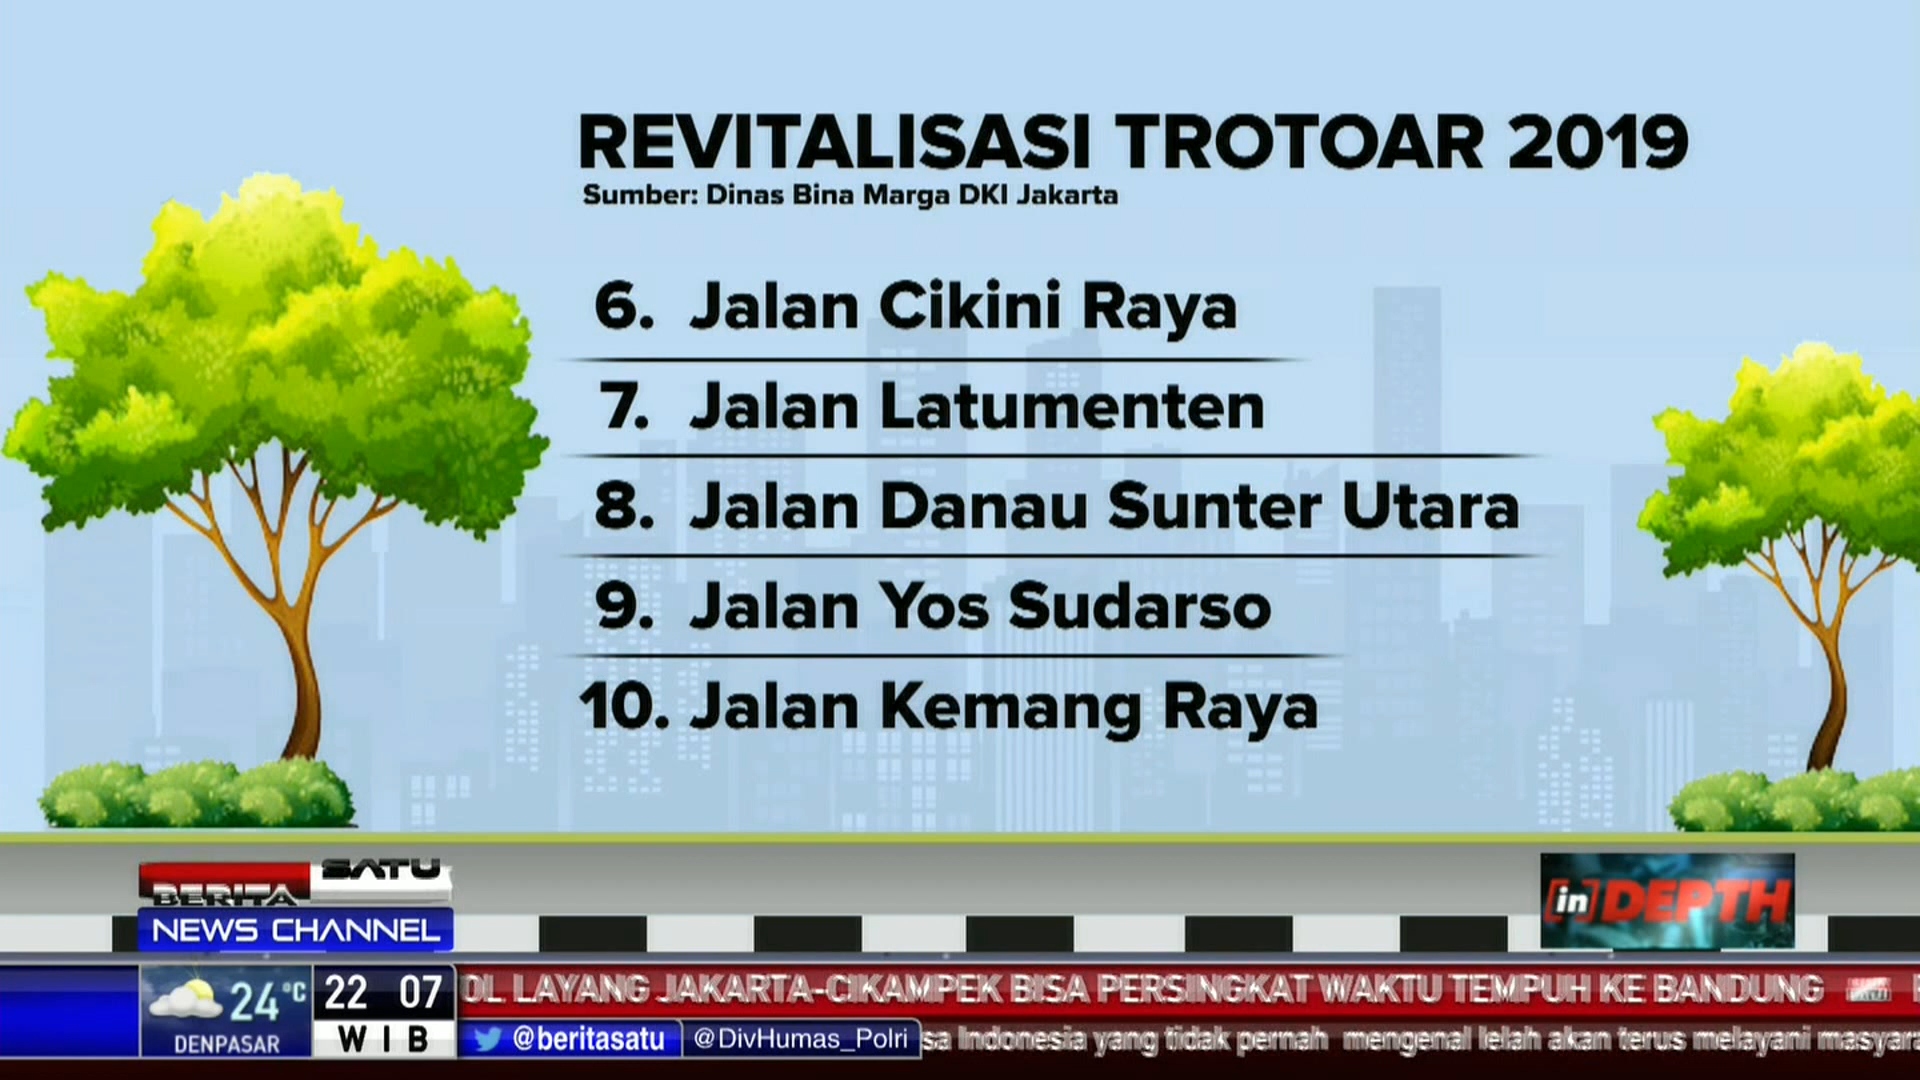 REVITALISASI TROTOAR 2019
Sumber: Dinas Bina Marga DKI Jakarta
6. Jalan Cikini Raya
7. Jalan Latumenten
8. Jalan Danau Sunter Utara
9. Jalan Yos Sudarso
10. Jalan Kemang Raya
BERITA SATU
NEWS CHANNEL
[in] DEPTH
24°C
DENPASAR
22 07
WIB
OL LAYANG JAKARTA-CIKAMPEK BISA PERSINGKAT WAKTU TEMPUH KE BANDUNG
@beritasatu
@DivHumas_Polri
sa Indonesia yang tidak pernah mengenal lelah akan terus melayani masyara